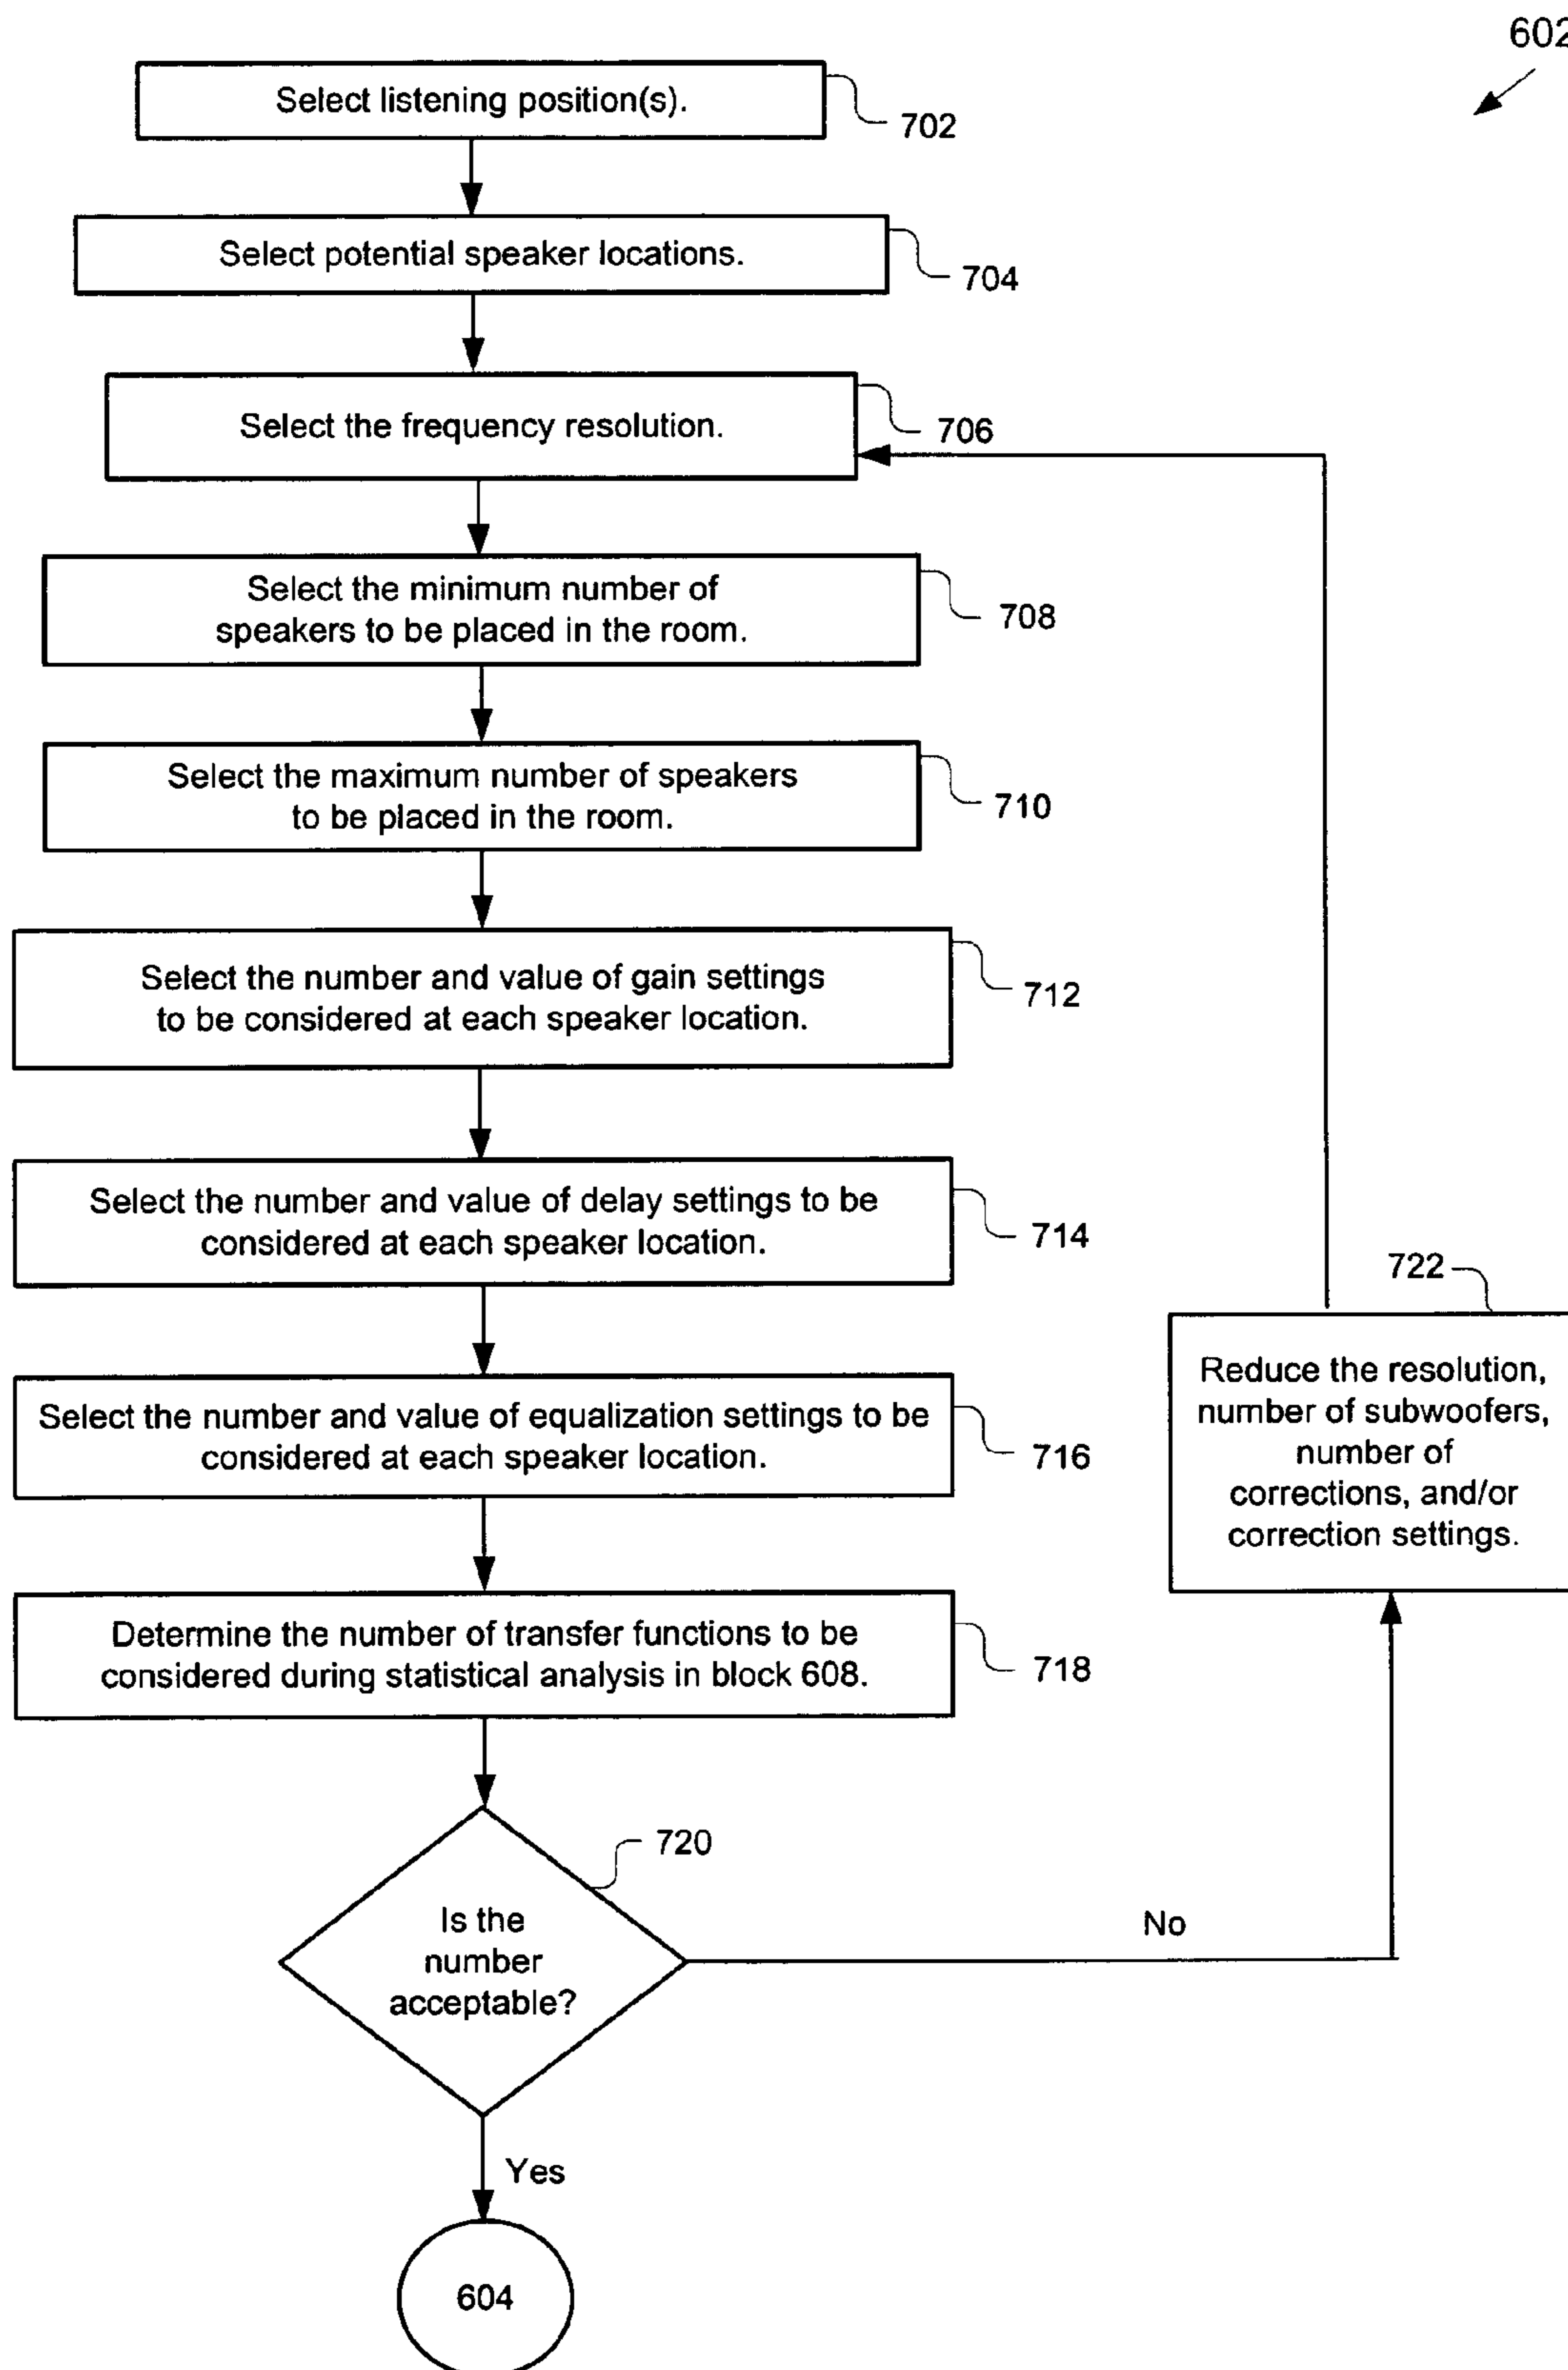 602
Select listening position(s).
702
Select potential speaker locations.
704
Select the frequency resolution.
706
Select the minimum number of
speakers to be placed in the room.
708
Select the maximum number of speakers
to be placed in the room.
710
Select the number and value of gain settings
to be considered at each speaker location.
712
Select the number and value of delay settings to be
considered at each speaker location.
714
722
Reduce the resolution,
number of subwoofers,
number of
corrections, and/or
correction settings.
Select the number and value of equalization settings to be
considered at each speaker location.
716
Determine the number of transfer functions to be
considered during statistical analysis in block 608.
718
720
Is the
number
acceptable?
No
Yes
604